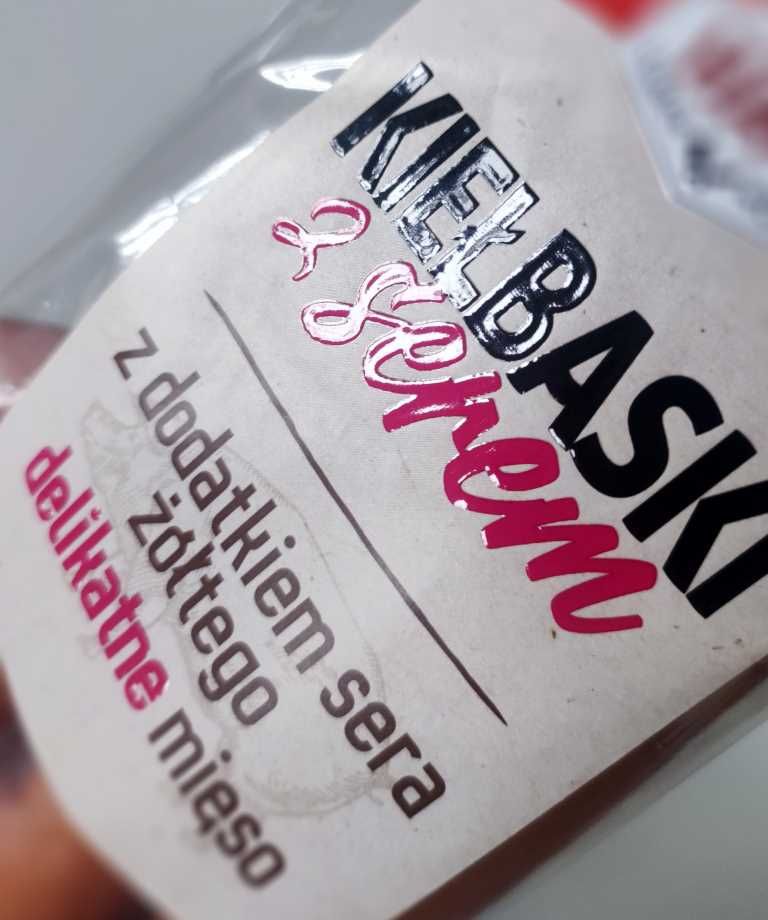 KIEŁBASKI
z serem
z dodatkiem sera
żółtego
delikatne mięso